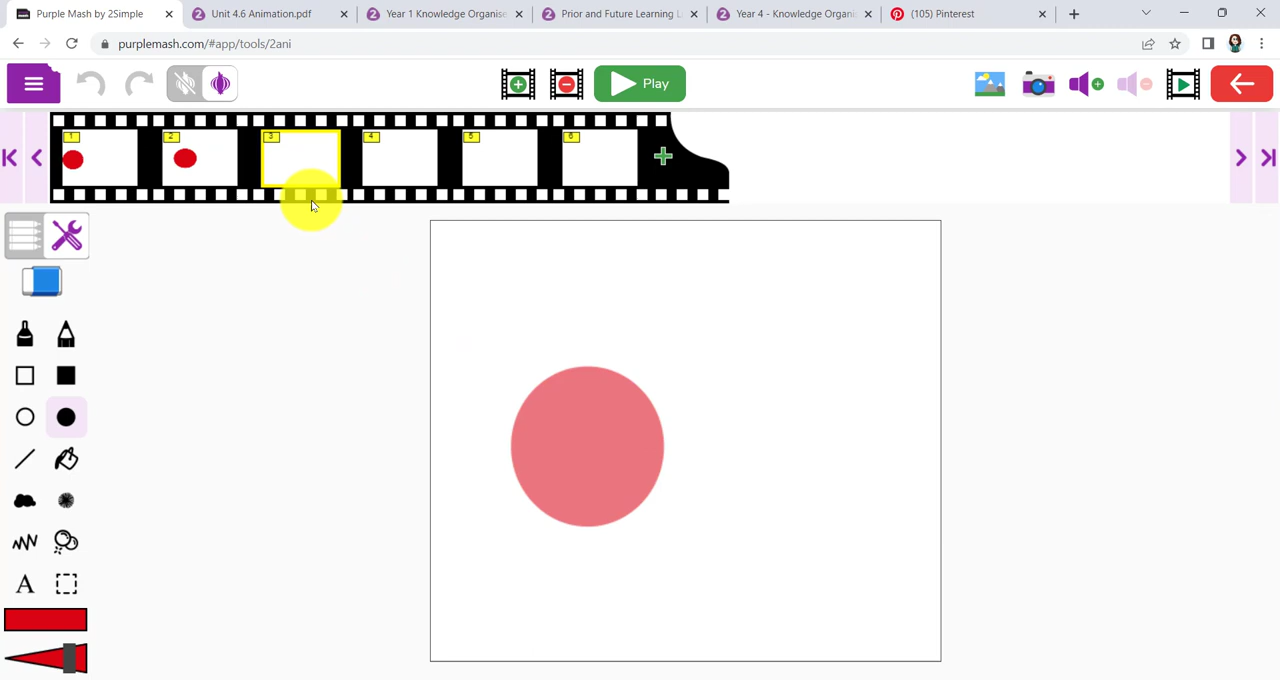 Purple Mash by 2Simple
Unit 4.6 Animation.pdf
Year 1 Knowledge Organise
Prior and Future Learning L
Year 4 - Knowledge Organi
(105) Pinterest
purplemash.com/#app/tools/2ani
Play
1
2
3
4
5
6
A